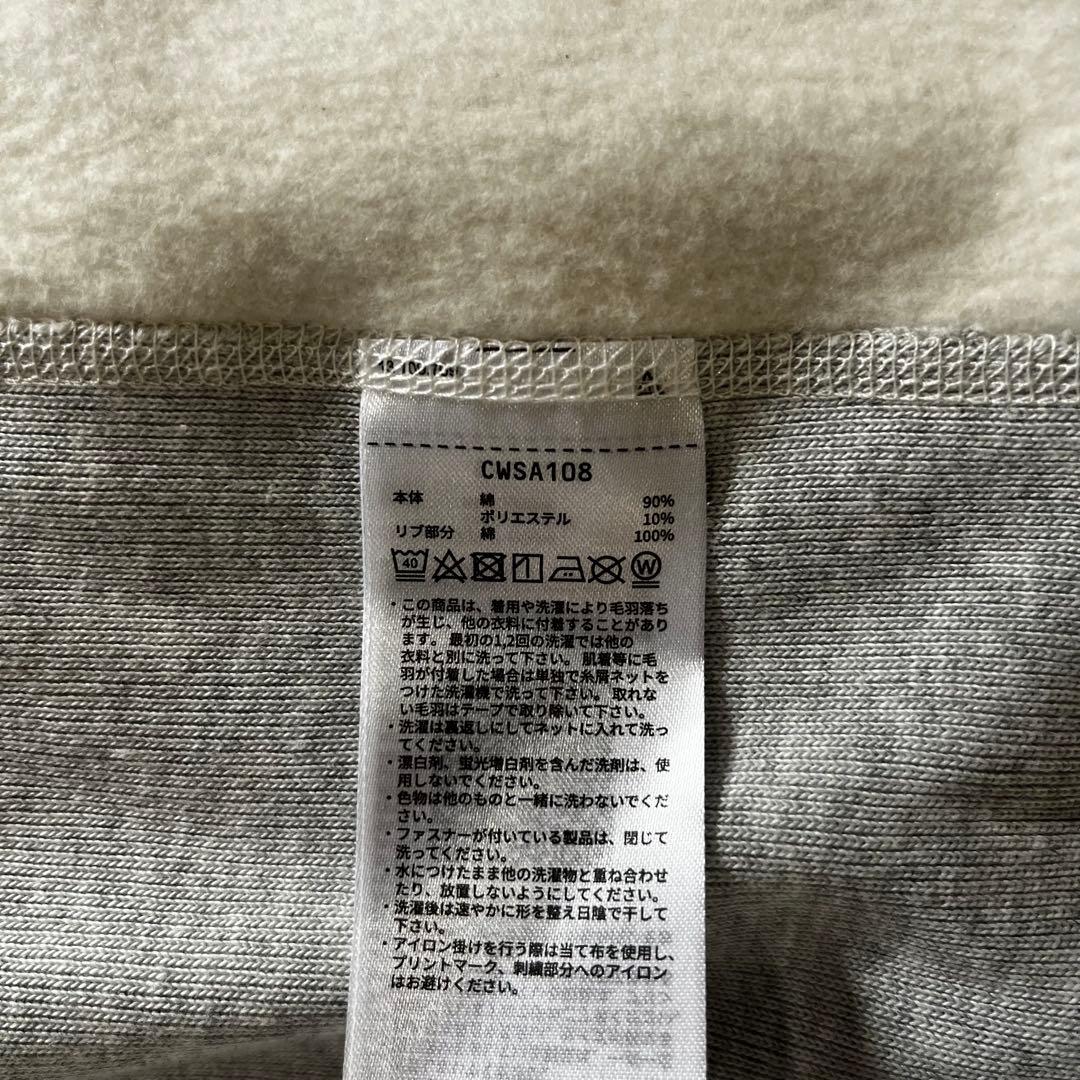 CWSA108
本体 綿 90%
ポリエステル 10%
リブ部分 綿 100%
40 W
・この商品は、着用や洗濯により毛羽落ち
が生じ、他の衣料に付着することがあり
ます。最初の1,2回の洗濯では他の
衣料と別に洗って下さい。肌着等に毛
羽が付着した場合は単独で糸屑ネットを
つけた洗濯機で洗って下さい。取れな
い毛羽はテープで取り除いて下さい。
・洗濯は裏返しにしてネットに入れて洗っ
てください。
・漂白剤、蛍光増白剤を含んだ洗剤は、使
用しないでください。
・色物は他のものと一緒に洗わないでくだ
さい。
・ファスナーが付いている製品は、閉じて
洗ってください。
・水につけたまま他の洗濯物と重ね合わせ
たり、放置しないようにしてください。
・洗濯後は速やかに形を整え日陰で干して
下さい。
・アイロン掛けを行う際は当て布を使用し、
プリントマーク、刺繍部分へのアイロン
はお避けください。